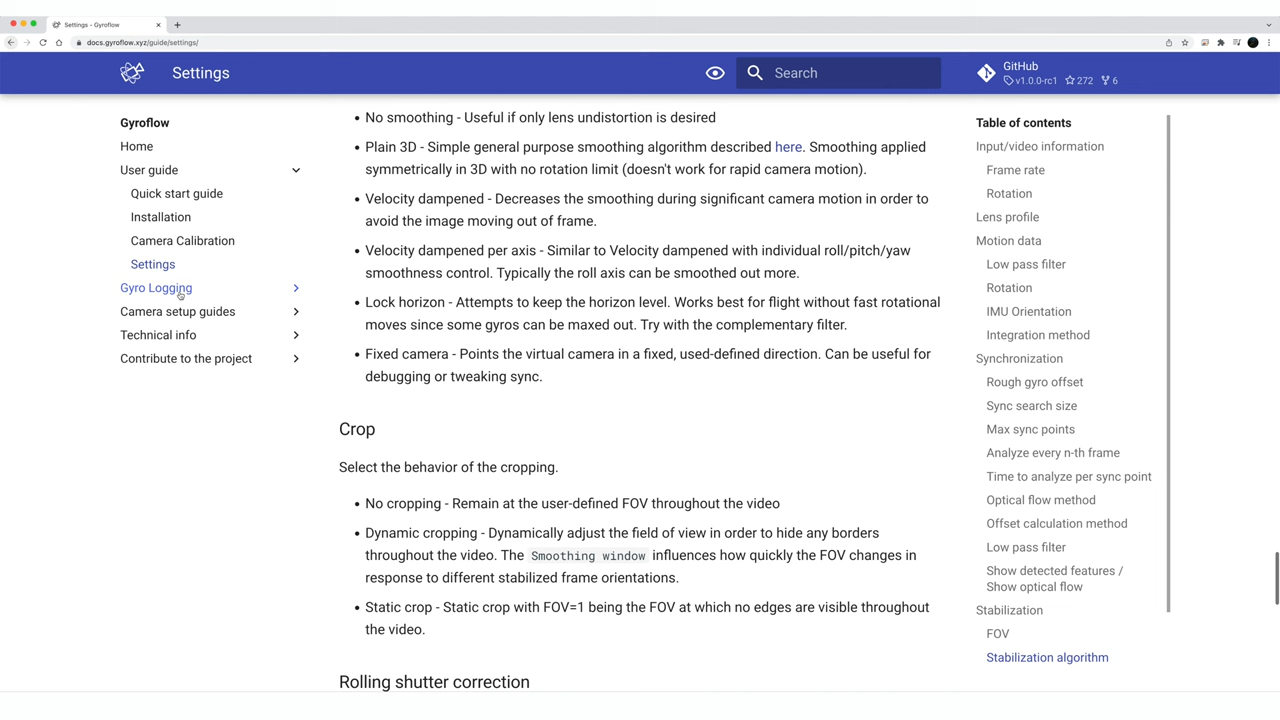 Settings - Gyroflow
docs.gyroflow.xyz/guide/settings/
Settings
Search
GitHub
v1.0.0-rc1 272 6
Gyroflow
Home
User guide
Quick start guide
Installation
Camera Calibration
Settings
Gyro Logging
Camera setup guides
Technical info
Contribute to the project
No smoothing - Useful if only lens undistortion is desired
Plain 3D - Simple general purpose smoothing algorithm described here. Smoothing applied
symmetrically in 3D with no rotation limit (doesn't work for rapid camera motion).
Velocity dampened - Decreases the smoothing during significant camera motion in order to
avoid the image moving out of frame.
Velocity dampened per axis - Similar to Velocity dampened with individual roll/pitch/yaw
smoothness control. Typically the roll axis can be smoothed out more.
Lock horizon - Attempts to keep the horizon level. Works best for flight without fast rotational
moves since some gyros can be maxed out. Try with the complementary filter.
Fixed camera - Points the virtual camera in a fixed, used-defined direction. Can be useful for
debugging or tweaking sync.
Crop
Select the behavior of the cropping.
No cropping - Remain at the user-defined FOV throughout the video
Dynamic cropping - Dynamically adjust the field of view in order to hide any borders
throughout the video. The Smoothing window influences how quickly the FOV changes in
response to different stabilized frame orientations.
Static crop - Static crop with FOV=1 being the FOV at which no edges are visible throughout
the video.
Rolling shutter correction
Table of contents
Input/video information
Frame rate
Rotation
Lens profile
Motion data
Low pass filter
Rotation
IMU Orientation
Integration method
Synchronization
Rough gyro offset
Sync search size
Max sync points
Analyze every n-th frame
Time to analyze per sync point
Optical flow method
Offset calculation method
Low pass filter
Show detected features /
Show optical flow
Stabilization
FOV
Stabilization algorithm